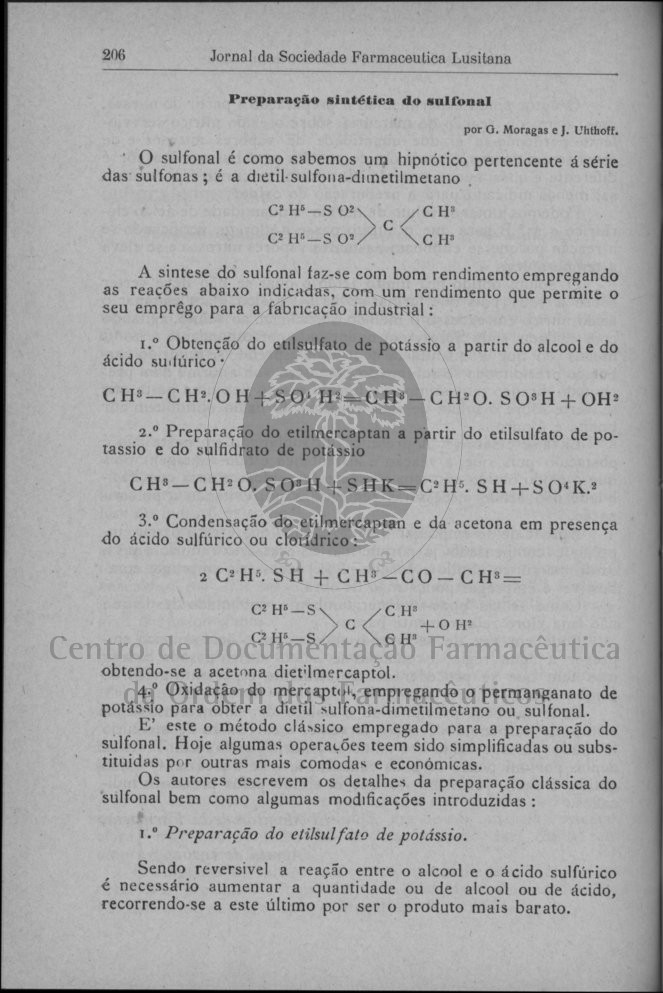 206 Jornal da Sociedade Farmaceutica Lusitana
Preparação sintética do sulfonal
por G. Moragas e J. Uhthoff.
O sulfonal é como sabemos um hipnótico pertencente á série
das sulfonas; é a dietil-sulfona-dimetilmetano
C² H⁵—S O² \ / C H³
C
C² H⁵—S O² / \ C H³
A sintese do sulfonal faz-se com bom rendimento empregando
as reações abaixo indicadas, com um rendimento que permite o
seu emprêgo para a fabricação industrial:
1.º Obtenção do etilsulfato de potássio a partir do alcool e do
ácido sulfúrico:
C H³ — C H². O H + S O⁴ H² = C H³ — C H² O. S O³ H + OH²
2.º Preparação do etilmercaptan a partir do etilsulfato de po-
tassio e do sulfidrato de potássio
C H³ — C H² O. S O³ H + S H K = C² H⁵. S H + S O⁴ K.²
3.º Condensação do etilmercaptan e da acetona em presença
do ácido sulfúrico ou cloridrico:
2 C² H⁵. S H + C H³ — C O — C H³ =
C² H⁵ — S \ / C H³
C + O H²
C² H⁵ — S / \ C H³
Centro de Documentação Farmacêutica
obtendo-se a acetona dietilmercaptol.
da Ordem dos Farmacêuticos
4.º Oxidação do mercaptol, empregando o permanganato de
potássio para obter a dietil sulfona-dimetilmetano ou sulfonal.
E' este o método clássico empregado para a preparação do
sulfonal. Hoje algumas operações teem sido simplificadas ou subs-
tituidas por outras mais comodas e económicas.
Os autores escrevem os detalhes da preparação clássica do
sulfonal bem como algumas modificações introduzidas:
1.º Preparação do etilsulfato de potássio.
Sendo reversivel a reação entre o alcool e o ácido sulfúrico
é necessário aumentar a quantidade ou de alcool ou de ácido,
recorrendo-se a este último por ser o produto mais barato.